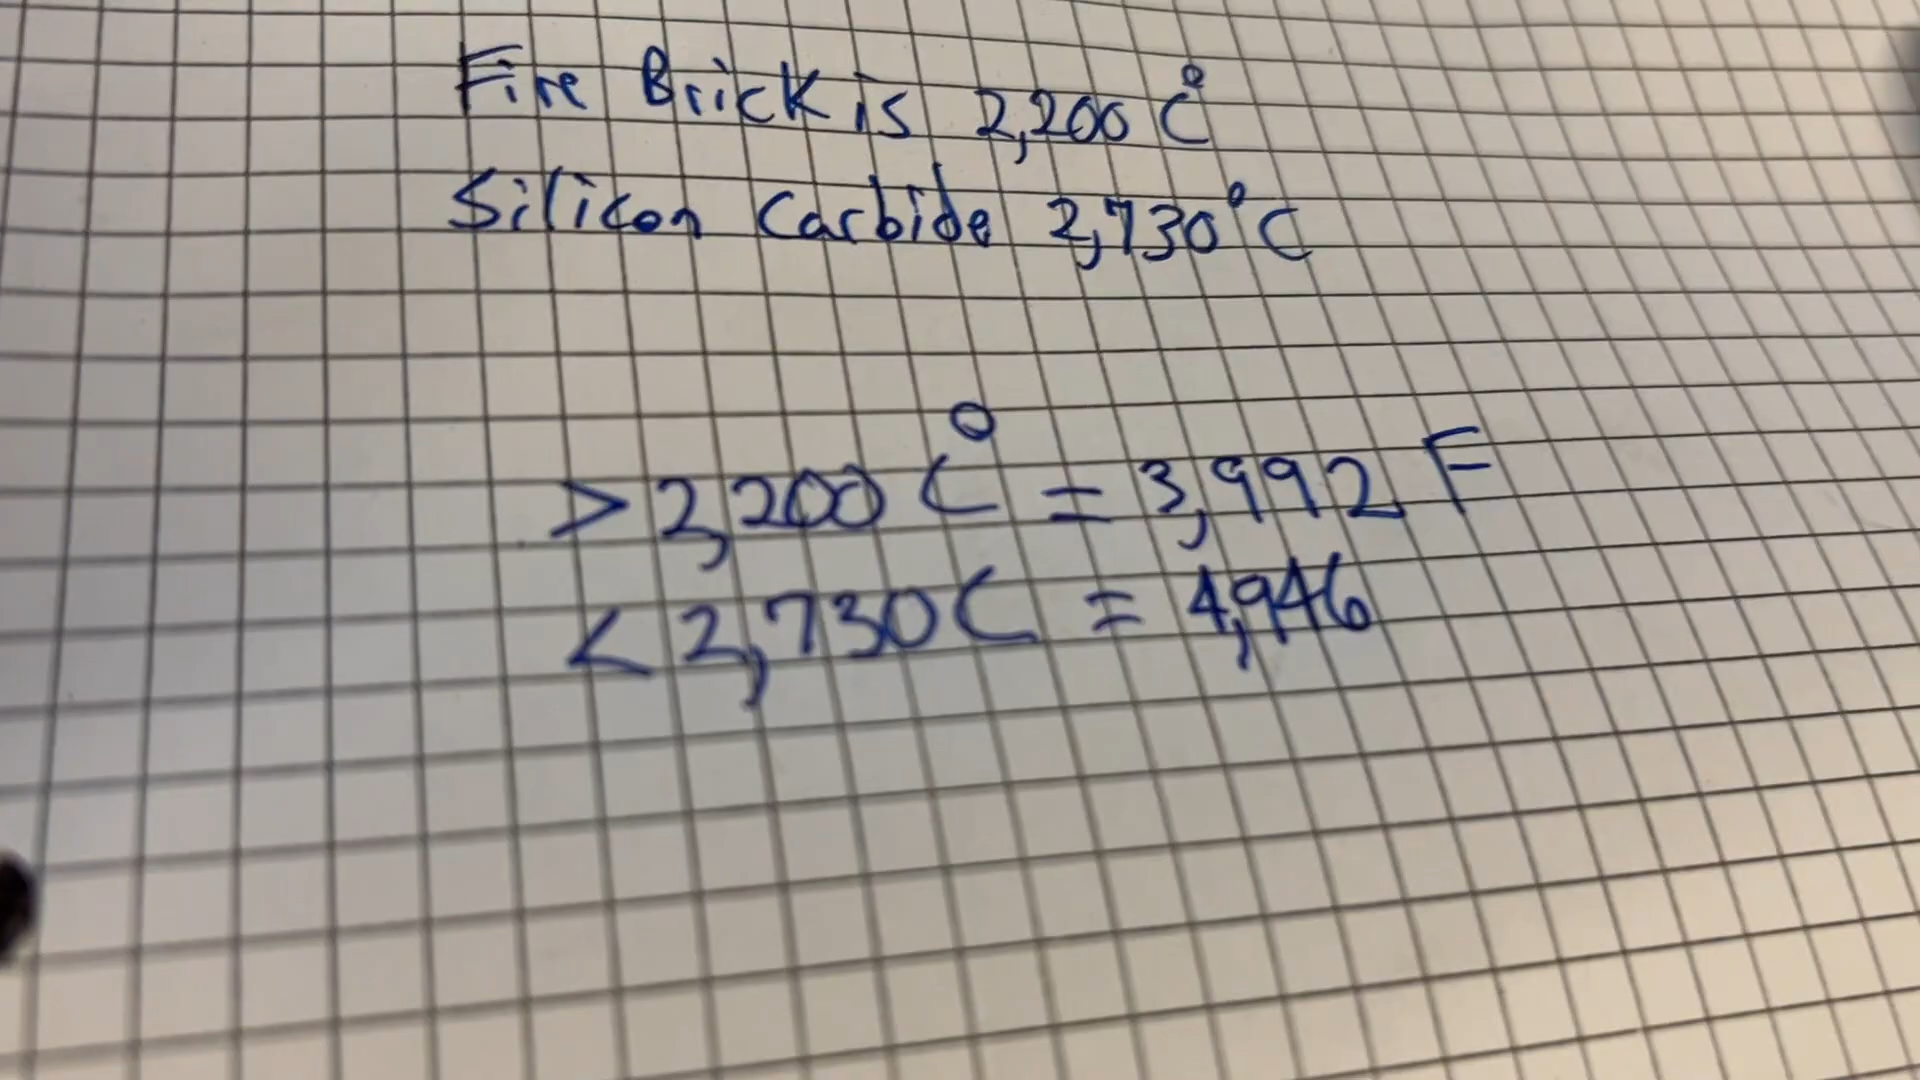 Fire Brick is 2,200 C°
Silicon Carbide 2,730°C
> 2,200 C° = 3,992 F
< 2,730 C = 4,946